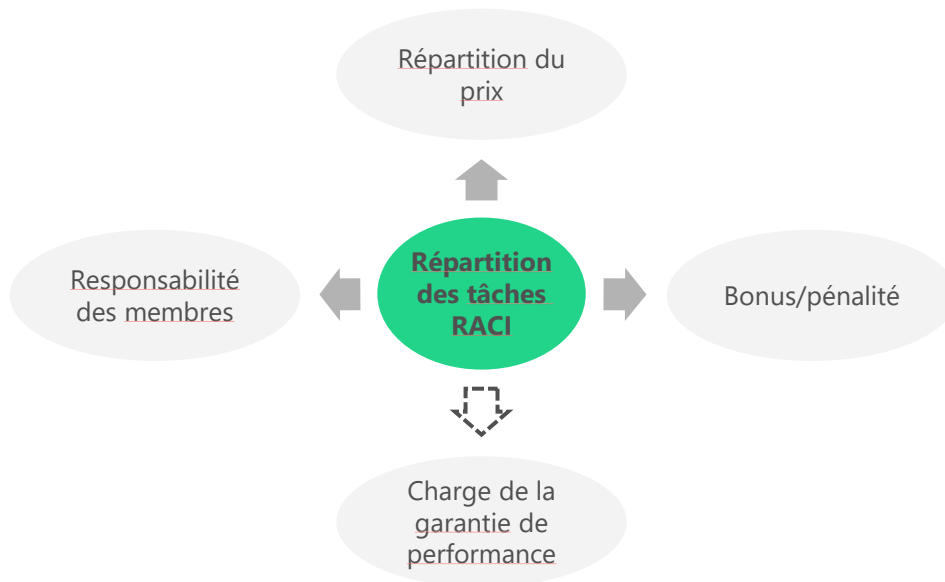 Répartition du
prix
Responsabilité
des membres
Répartition
des tâches
RACI
Bonus/pénalité
Charge de la
garantie de
performance